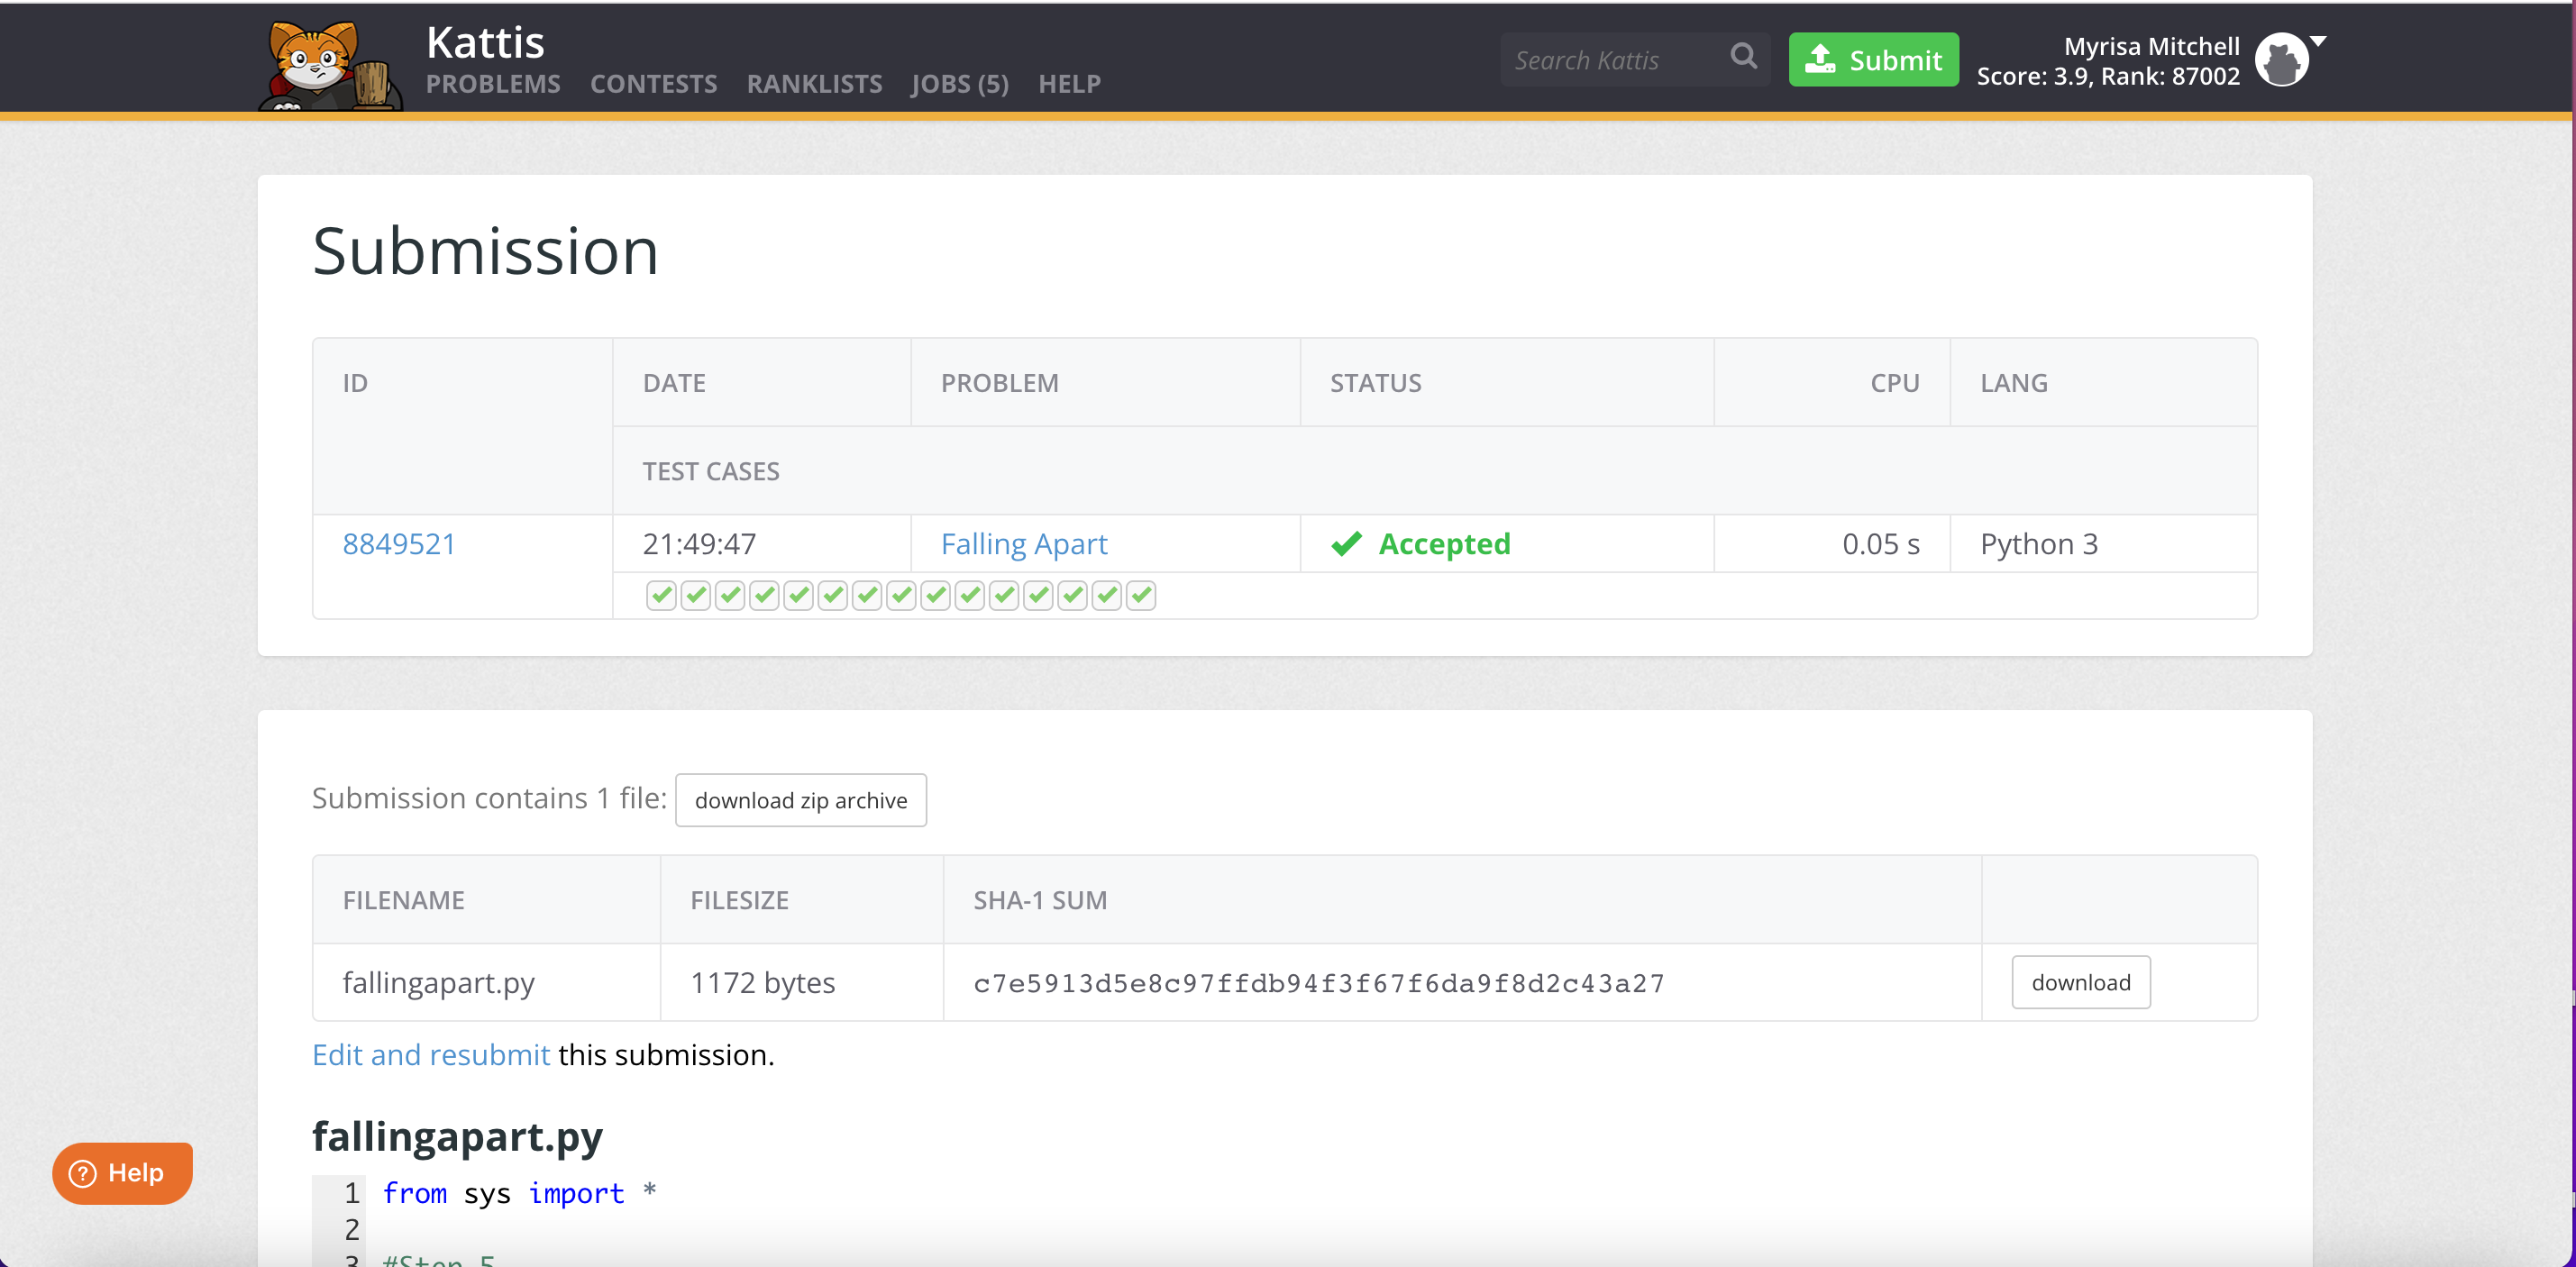 Kattis
PROBLEMS CONTESTS RANKLISTS JOBS (5) HELP
Search Kattis
Submit
Myrisa Mitchell
Score: 3.9, Rank: 87002
Submission
ID DATE PROBLEM STATUS CPU LANG
TEST CASES
8849521 21:49:47 Falling Apart Accepted 0.05 s Python 3
Submission contains 1 file: download zip archive
FILENAME FILESIZE SHA-1 SUM
fallingapart.py 1172 bytes c7e5913d5e8c97ffdb94f3f67f6da9f8d2c43a27 download
Edit and resubmit this submission.
fallingapart.py
1 from sys import *
2
3 #Step 5
Help